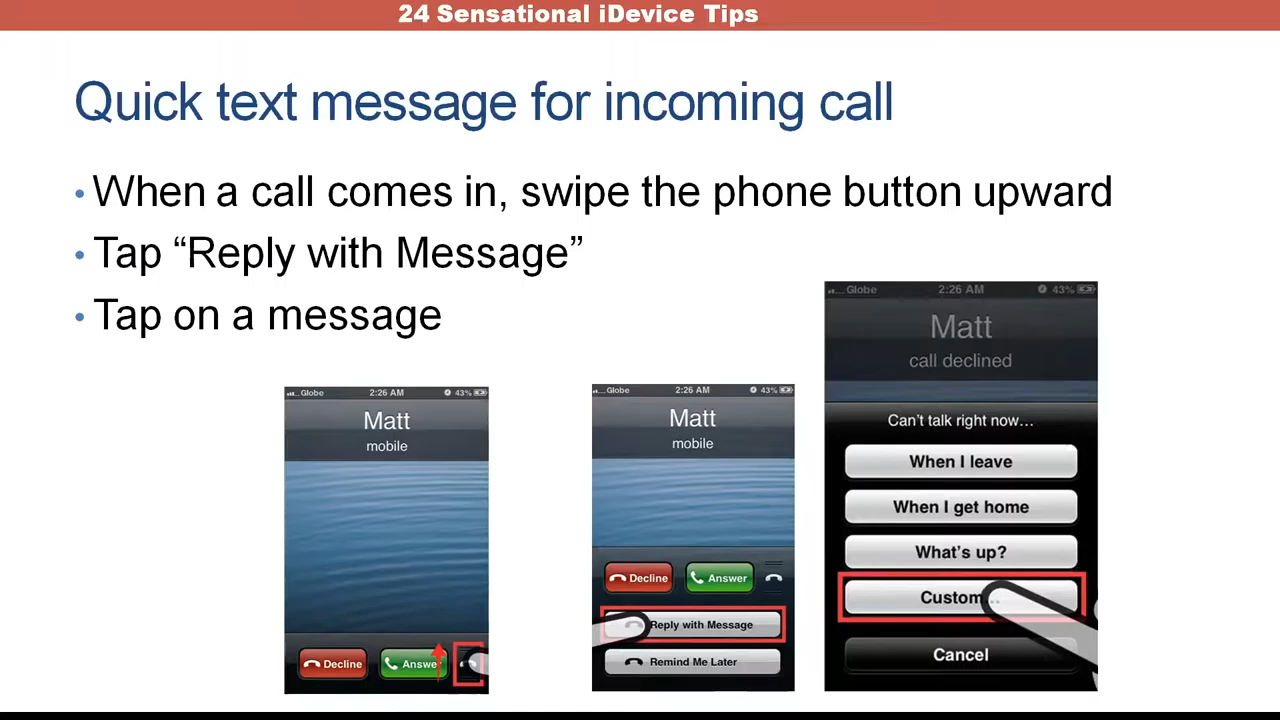 24 Sensational iDevice Tips
Quick text message for incoming call
• When a call comes in, swipe the phone button upward
• Tap “Reply with Message”
• Tap on a message
Globe 2:26 AM 43%
Matt
mobile
Decline Answer
Globe 2:26 AM 43%
Matt
mobile
Decline Answer
Reply with Message
Remind Me Later
Globe 2:26 AM 43%
Matt
call declined
Can't talk right now...
When I leave
When I get home
What's up?
Custom...
Cancel